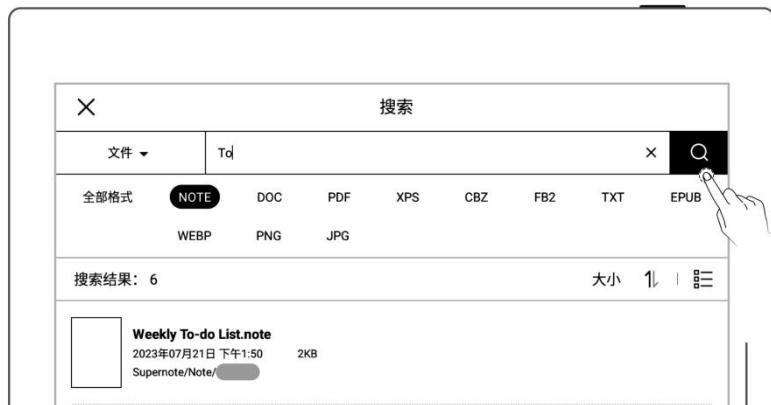 搜索
文件 To
全部格式 NOTE DOC PDF XPS CBZ FB2 TXT EPUB
WEBP PNG JPG
搜索结果: 6 大小
Weekly To-do List.note
2023年07月21日 下午1:50 2KB
Supernote/Note/